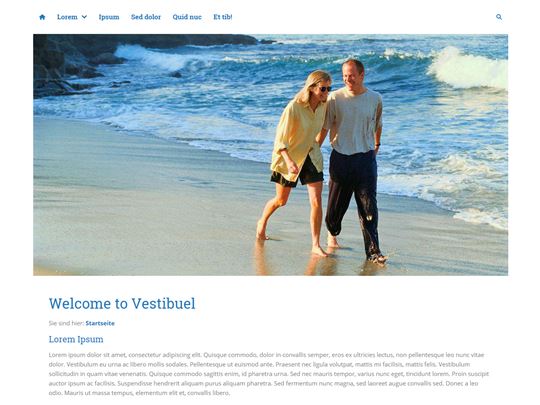 Lorem Ipsum Sed dolor Quid nuc Et tib!
Welcome to Vestibuel
Sie sind hier: Startseite
Lorem Ipsum
Lorem ipsum dolor sit amet, consectetur adipiscing elit. Quisque commodo, dolor in convallis semper, eros ex ultricies lectus, non pellentesque leo nunc vitae
dolor. Vestibulum eu urna ac libero mollis sodales. Pellentesque ut euismod ante. Praesent nec ligula volutpat, mattis mi facilisis, mattis felis. Vestibulum
sollicitudin in quam vitae venenatis. Quisque commodo sagittis enim, id pharetra urna. Sed nec mauris tempor, varius nunc eget, tincidunt lorem. Proin suscipit
auctor ipsum ac facilisis. Suspendisse hendrerit aliquam purus aliquam pharetra. Sed fermentum nunc magna, sed laoreet augue convallis sed. Donec a leo
odio. Mauris ut massa tempus, elementum elit et, convallis libero.